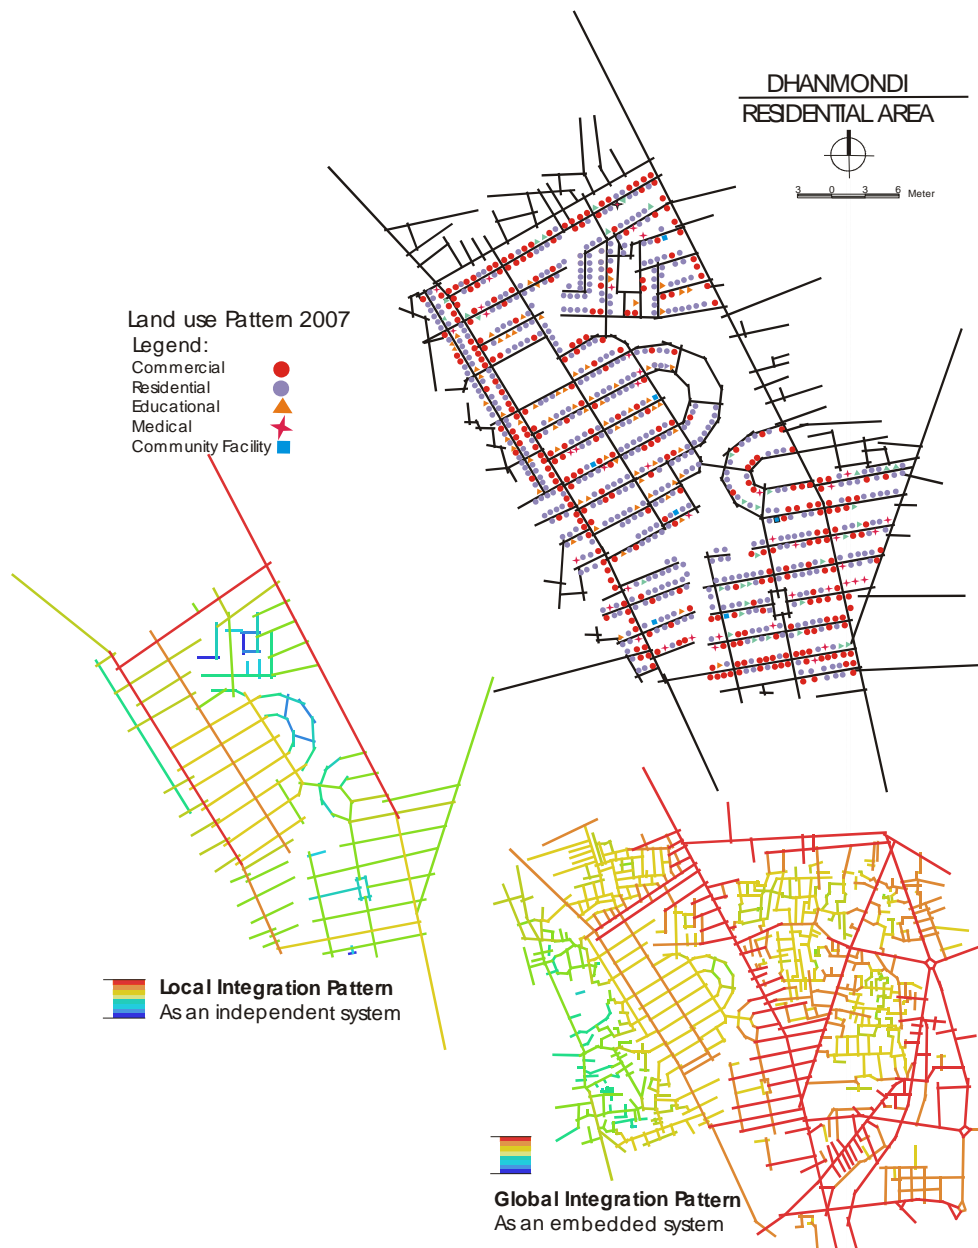 DHANMONDI
RESIDENTIAL AREA
3 0 3 6 Meter
Land use Pattern 2007
Legend:
Commercial
Residential
Educational
Medical
Community Facility
Local Integration Pattern
As an independent system
Global Integration Pattern
As an embedded system